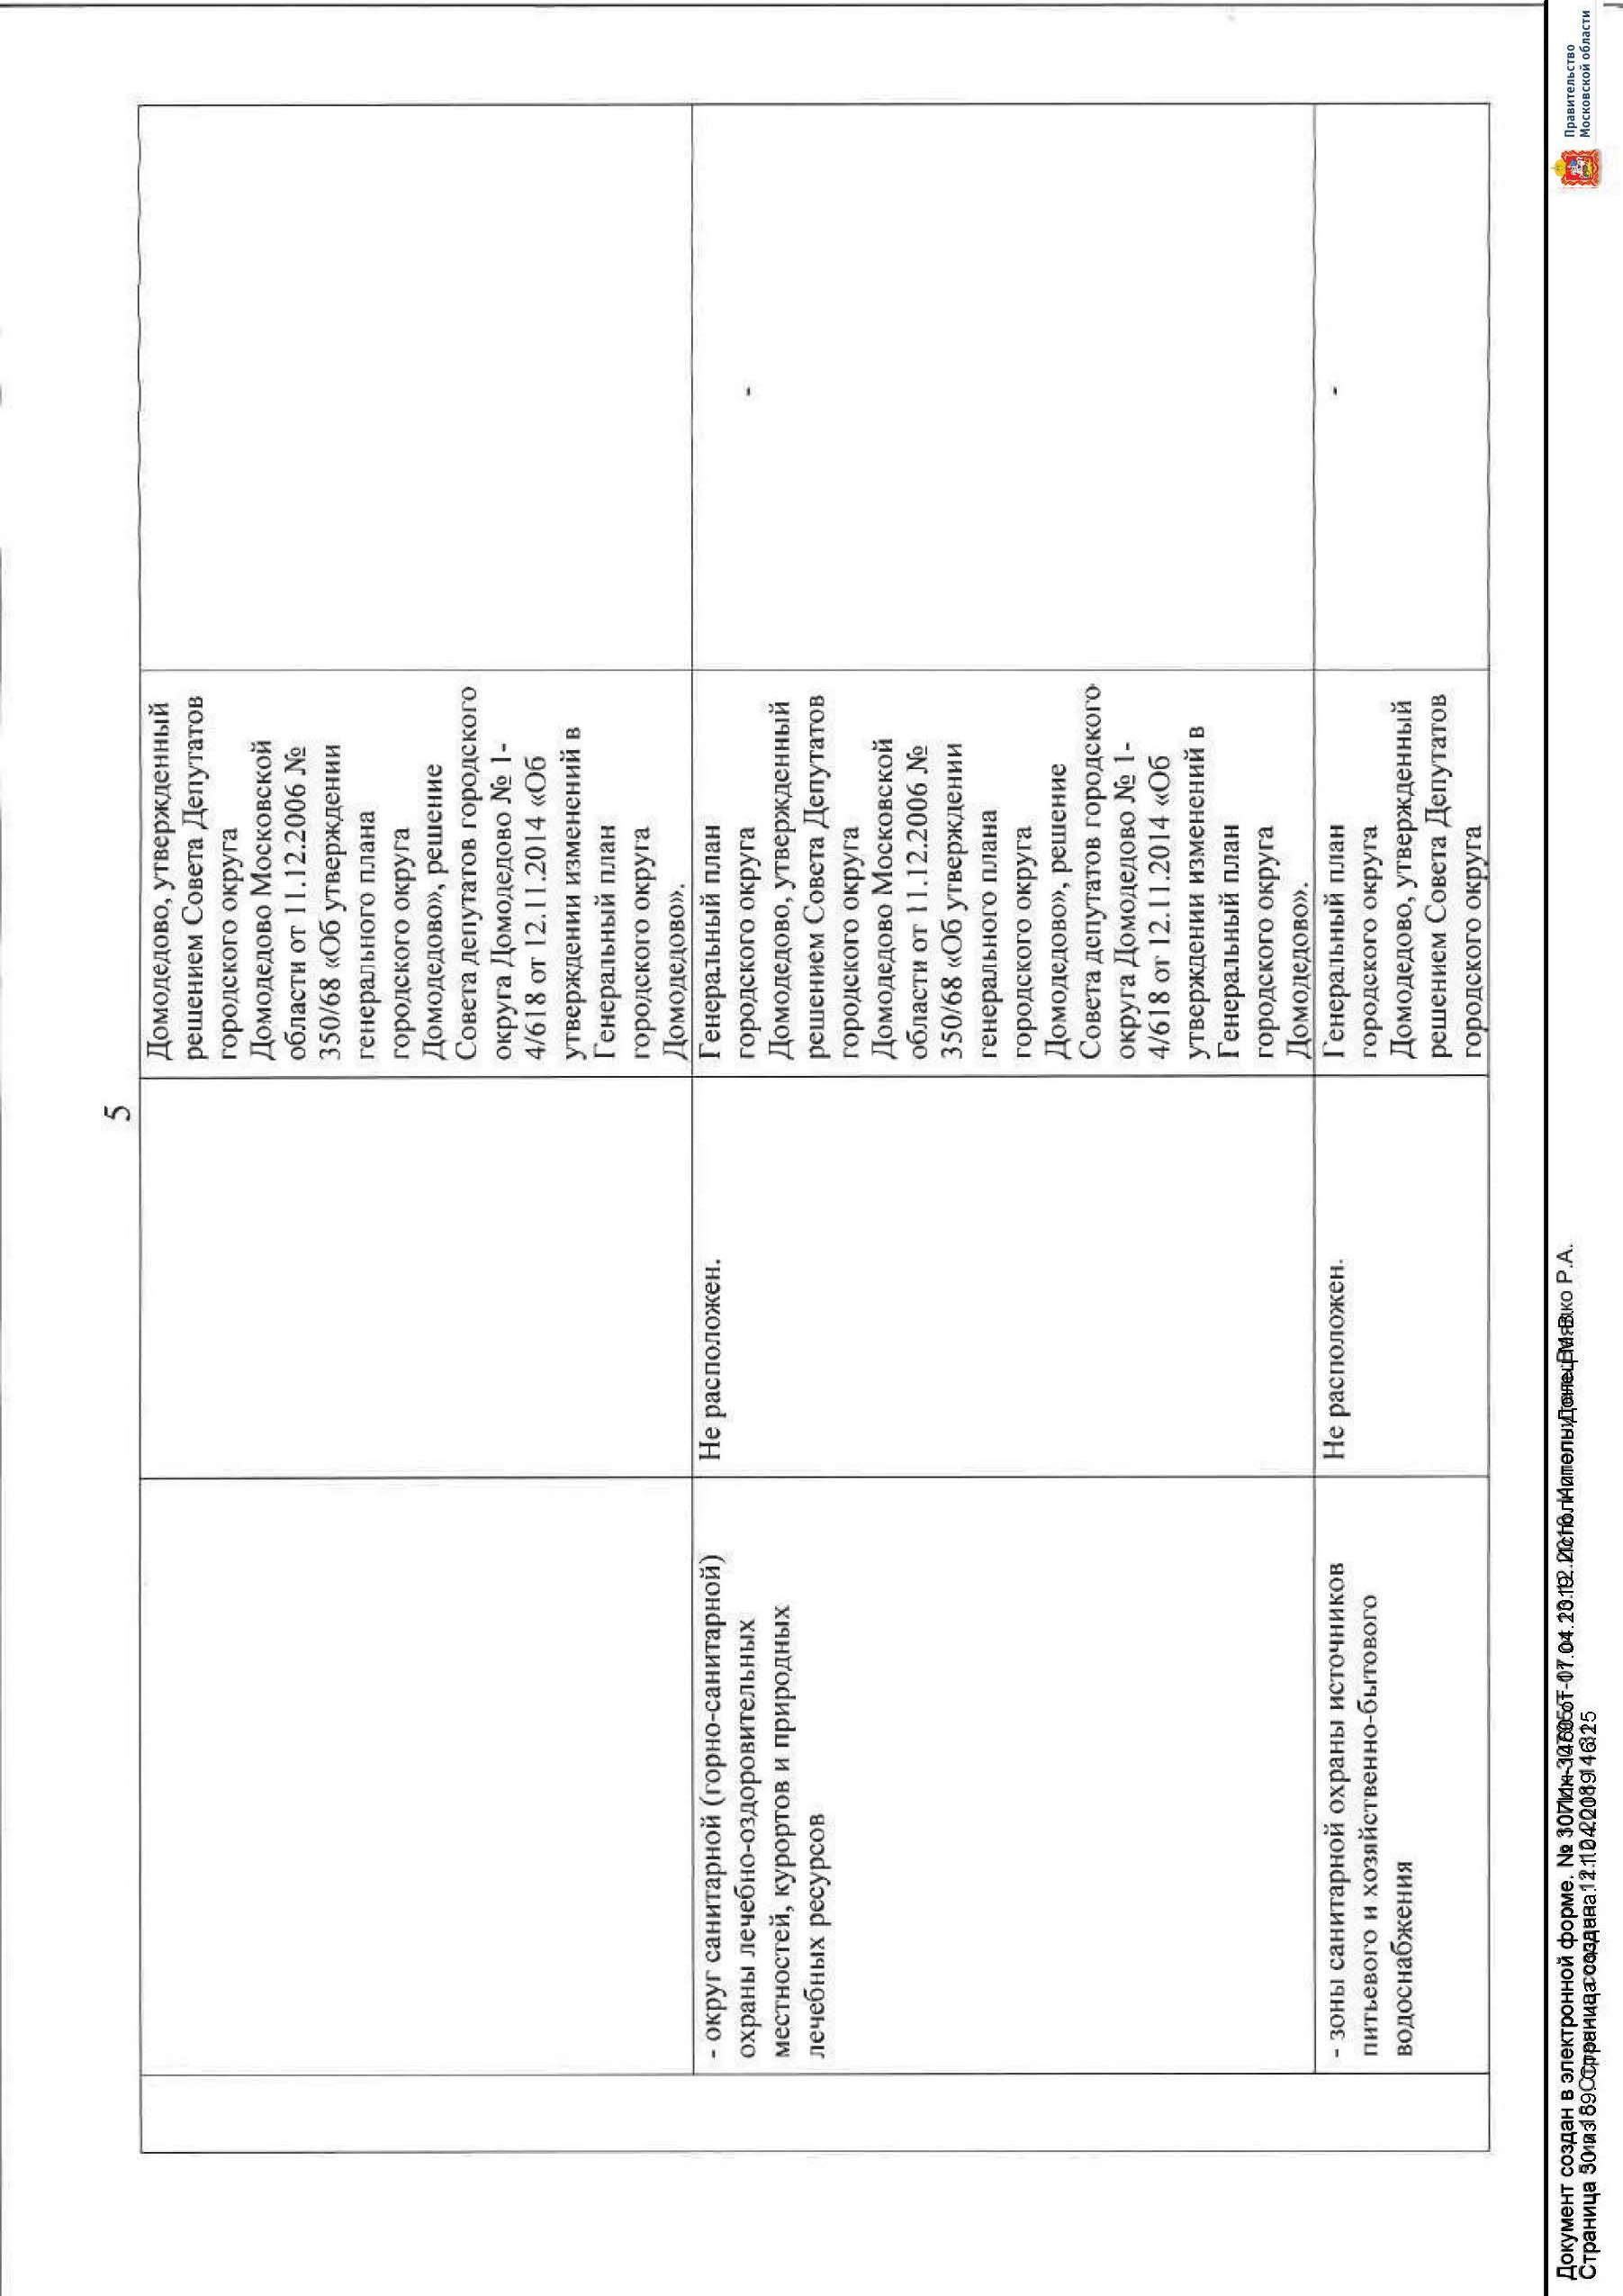 5
Домодедово, утвержденный
решением Совета Депутатов
городского округа
Домодедово Московской
области от 11.12.2006 №
350/68 «Об утверждении
генерального плана
городского округа
Домодедово», решение
Совета депутатов городского
округа Домодедово № 1-
4/618 от 12.11.2014 «Об
утверждении изменений в
Генеральный план
городского округа
Домодедово».
- округ санитарной (горно-санитарной)
охраны лечебно-оздоровительных
местностей, курортов и природных
лечебных ресурсов
Не расположен.
Генеральный план
городского округа
Домодедово, утвержденный
решением Совета Депутатов
городского округа
Домодедово Московской
области от 11.12.2006 №
350/68 «Об утверждении
генерального плана
городского округа
Домодедово», решение
Совета депутатов городского
округа Домодедово № 1-
4/618 от 12.11.2014 «Об
утверждении изменений в
Генеральный план
городского округа
Домодедово».
-
- зоны санитарной охраны источников
питьевого и хозяйственно-бытового
водоснабжения
Не расположен.
Генеральный план
городского округа
Домодедово, утвержденный
решением Совета Депутатов
городского округа
-
Документ создан в электронной форме. №
Страница
Правительство
Московской области